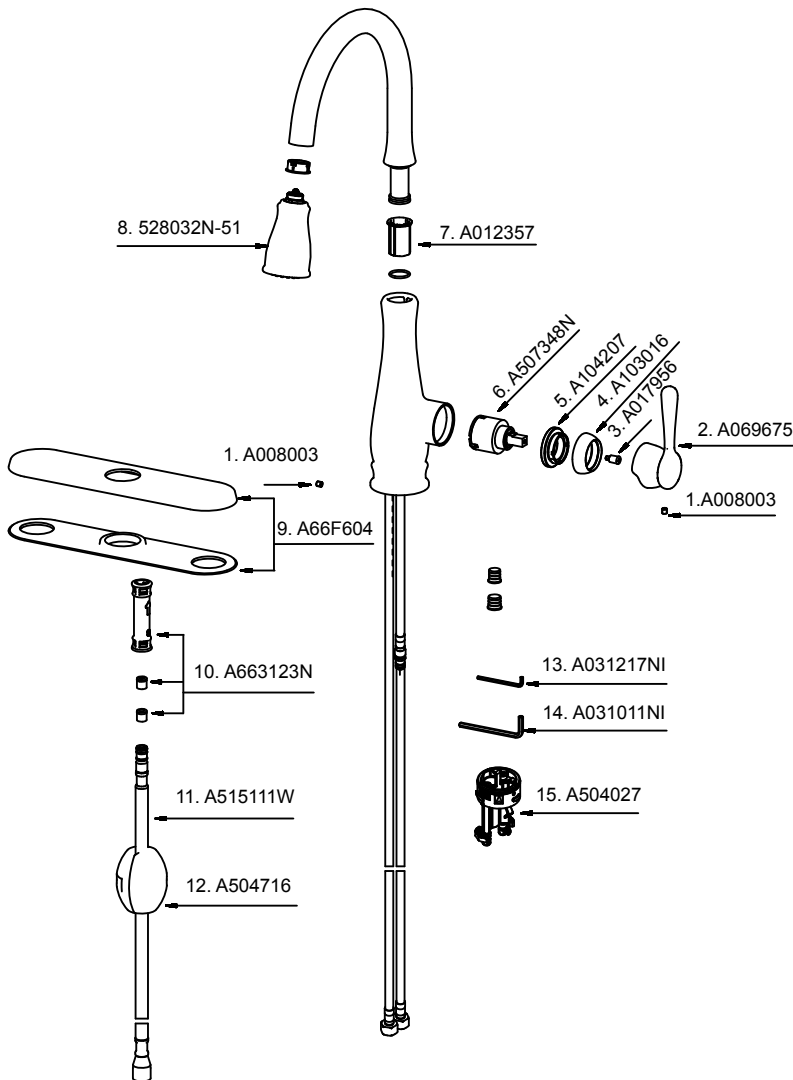 8. 528032N-51
7. A012357
6. A507348N
5. A104207
4. A103016
3. A017956
2. A069675
1. A008003
1.A008003
9. A66F604
10. A663123N
13. A031217NI
14. A031011NI
11. A515111W
15. A504027
12. A504716